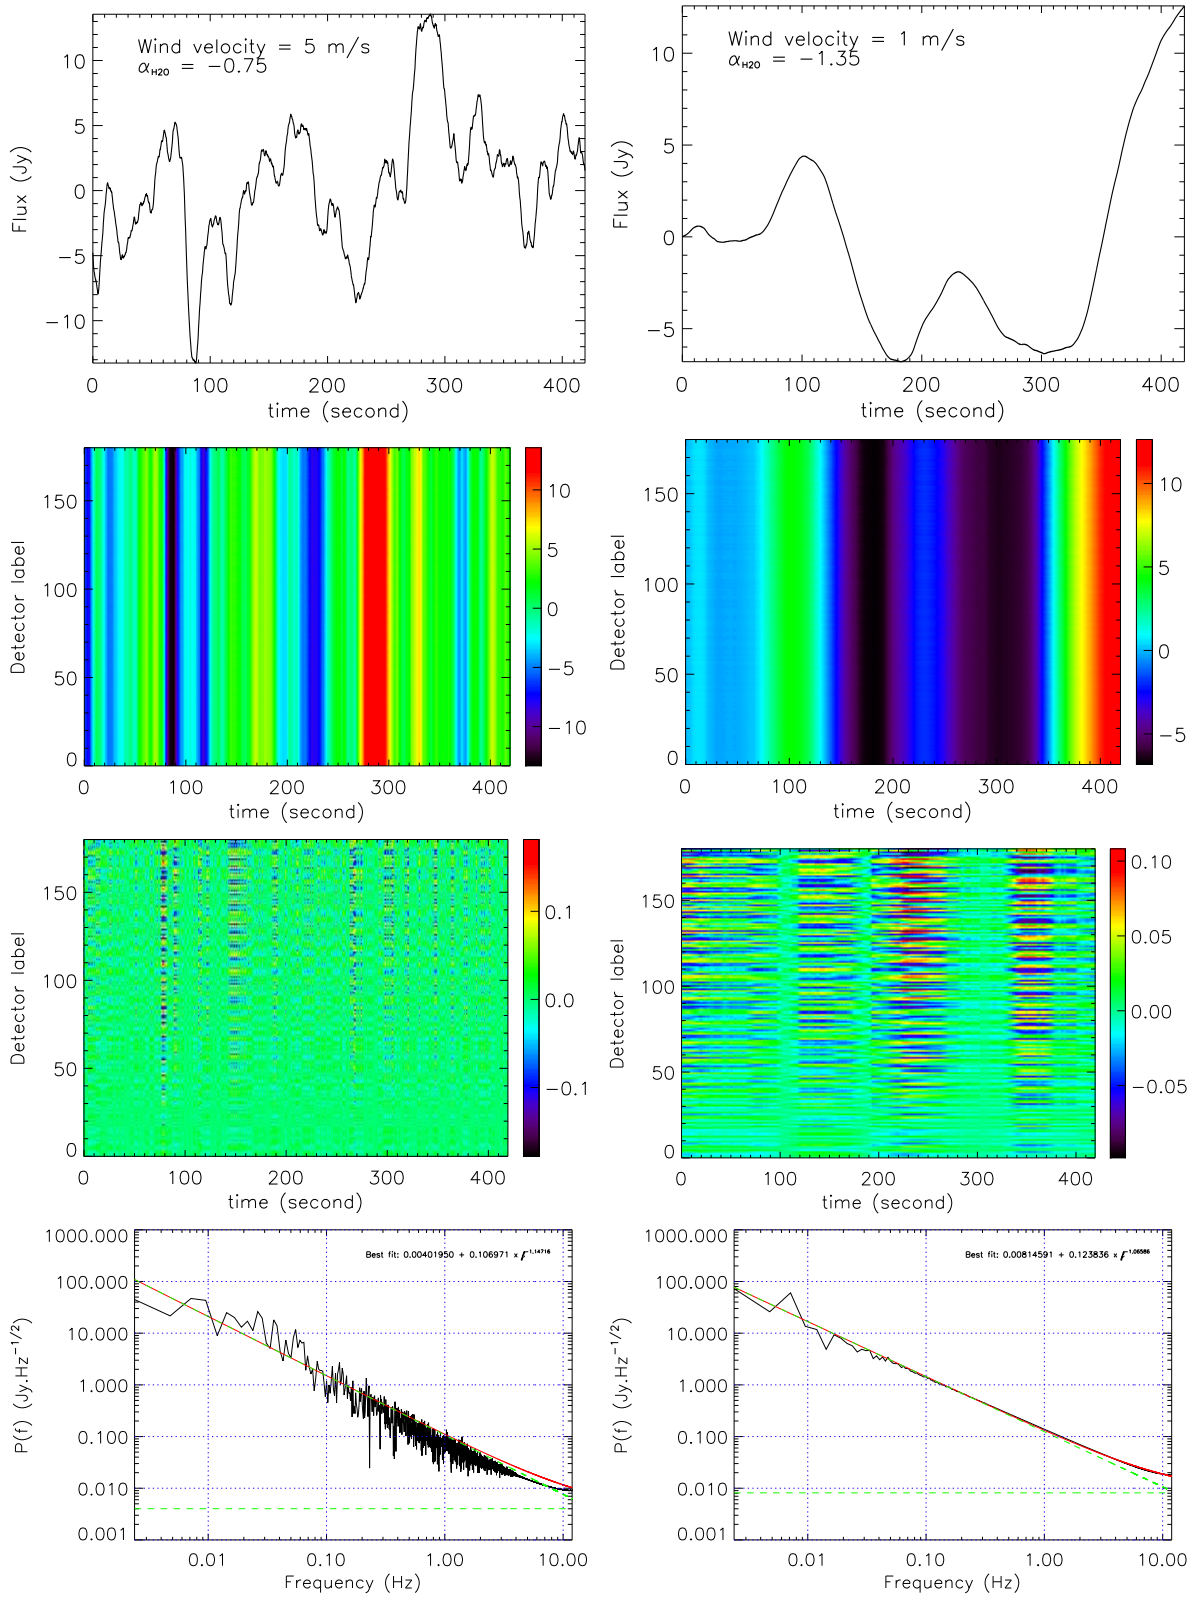 Wind velocity = 5 m/s
α_H2O = −0.75
10
5
0
−5
−10
Flux (Jy)
0 100 200 300 400
time (second)
Wind velocity = 1 m/s
α_H2O = −1.35
10
5
0
−5
Flux (Jy)
0 100 200 300 400
time (second)
150
100
50
0
Detector label
0 100 200 300 400
time (second)
10
5
0
−5
−10
150
100
50
0
Detector label
0 100 200 300 400
time (second)
10
5
0
−5
150
100
50
0
Detector label
0 100 200 300 400
time (second)
0.1
0.0
−0.1
150
100
50
0
Detector label
0 100 200 300 400
time (second)
0.10
0.05
0.00
−0.05
1000.000
100.000
10.000
1.000
0.100
0.010
0.001
P(f) (Jy.Hz^−1/2)
Best fit: 0.00401950 + 0.106971 x f^-1.14716
0.01 0.10 1.00 10.00
Frequency (Hz)
1000.000
100.000
10.000
1.000
0.100
0.010
0.001
P(f) (Jy.Hz^−1/2)
Best fit: 0.00814591 + 0.123836 x f^-1.06586
0.01 0.10 1.00 10.00
Frequency (Hz)